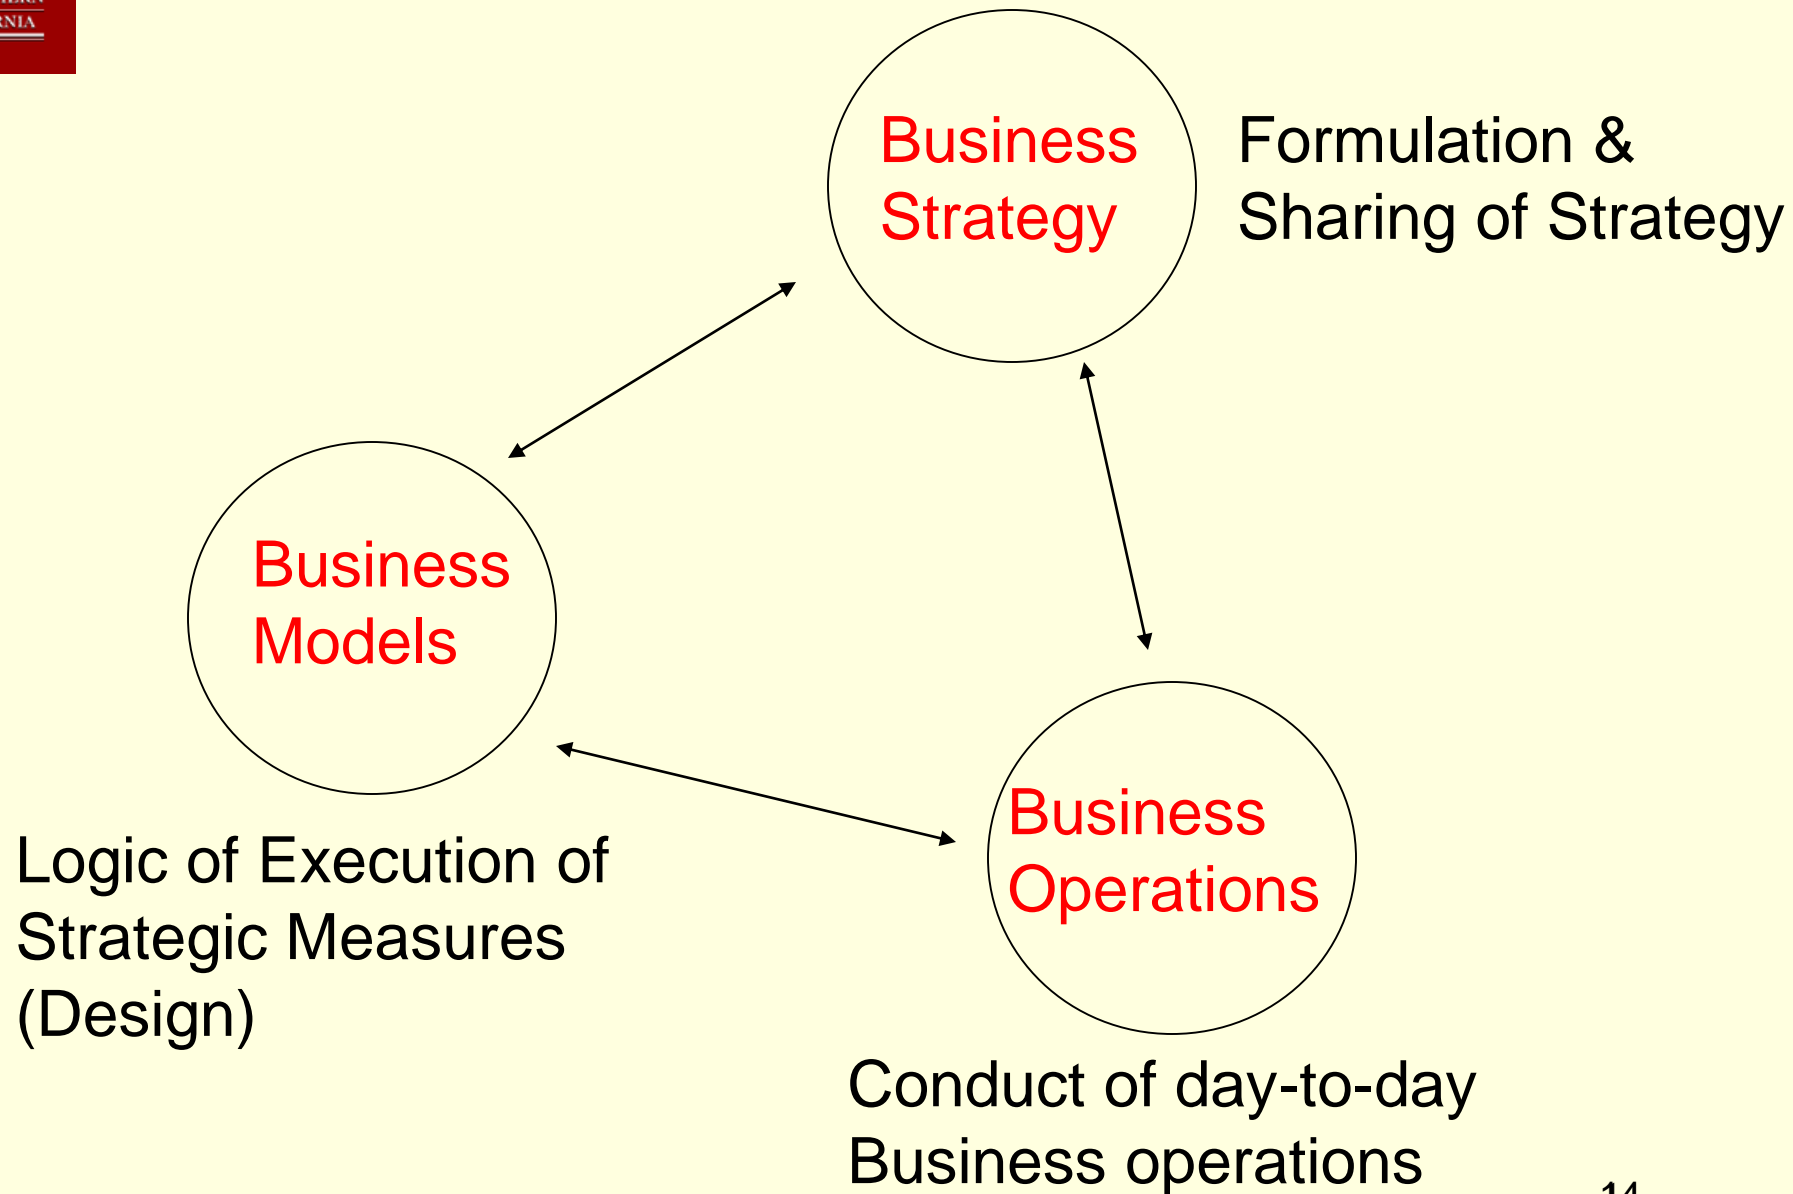 Business
Strategy
Formulation &
Sharing of Strategy
Business
Models
Logic of Execution of
Strategic Measures
(Design)
Business
Operations
Conduct of day-to-day
Business operations
14